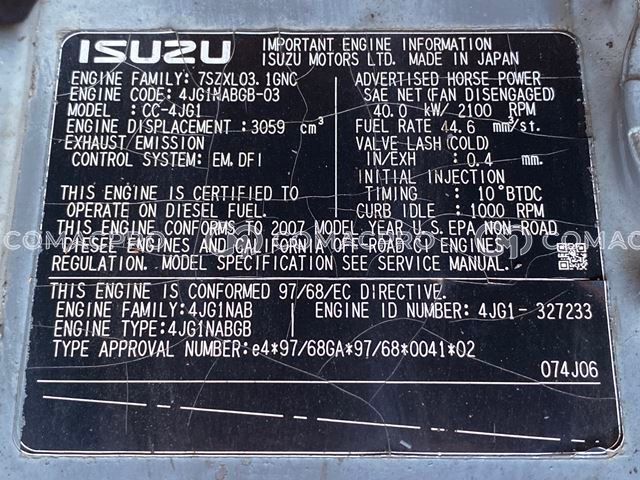 ISUZU
IMPORTANT ENGINE INFORMATION
ISUZU MOTORS LTD. MADE IN JAPAN
ENGINE FAMILY: 7SZXL03.1GNC
ENGINE CODE: 4JG1NABGB-03
MODEL : CC-4JG1
ENGINE DISPLACEMENT:3059 cm³
EXHAUST/EMISSION
CONTROL SYSTEM: EM,DFI
ADVERTISED HORSE POWER
SAE NET(FAN DISENGAGED)
40.0 kW/ 2100 RPM
FUEL RATE 44.6 mm³/st.
VALVE LASH(COLD)
IN/EXH : 0.4 mm.
INITIAL INJECTION
TIMING : 10°BTDC
CURB IDLE : 1000 RPM
THIS ENGINE IS CERTIFIED TO
OPERATE ON DIESEL FUEL.
THIS ENGINE CONFORMS TO 2007 MODEL YEAR U.S.EPA NON-ROAD
DIESEL ENGINES AND CALIFORNIA OFF-ROAD CI ENGINES
REGULATION. MODEL SPECIFICATION SEE SERVICE MANUAL.
THIS ENGINE IS CONFORMED 97/68/EC DIRECTIVE.
ENGINE FAMILY:4JG1NAB
ENGINE ID NUMBER: 4JG1- 327233
ENGINE TYPE:4JG1NABGB
TYPE APPROVAL NUMBER:e4*97/68GA*97/68*0041*02
074J06
COMACPRO
COMACPRO